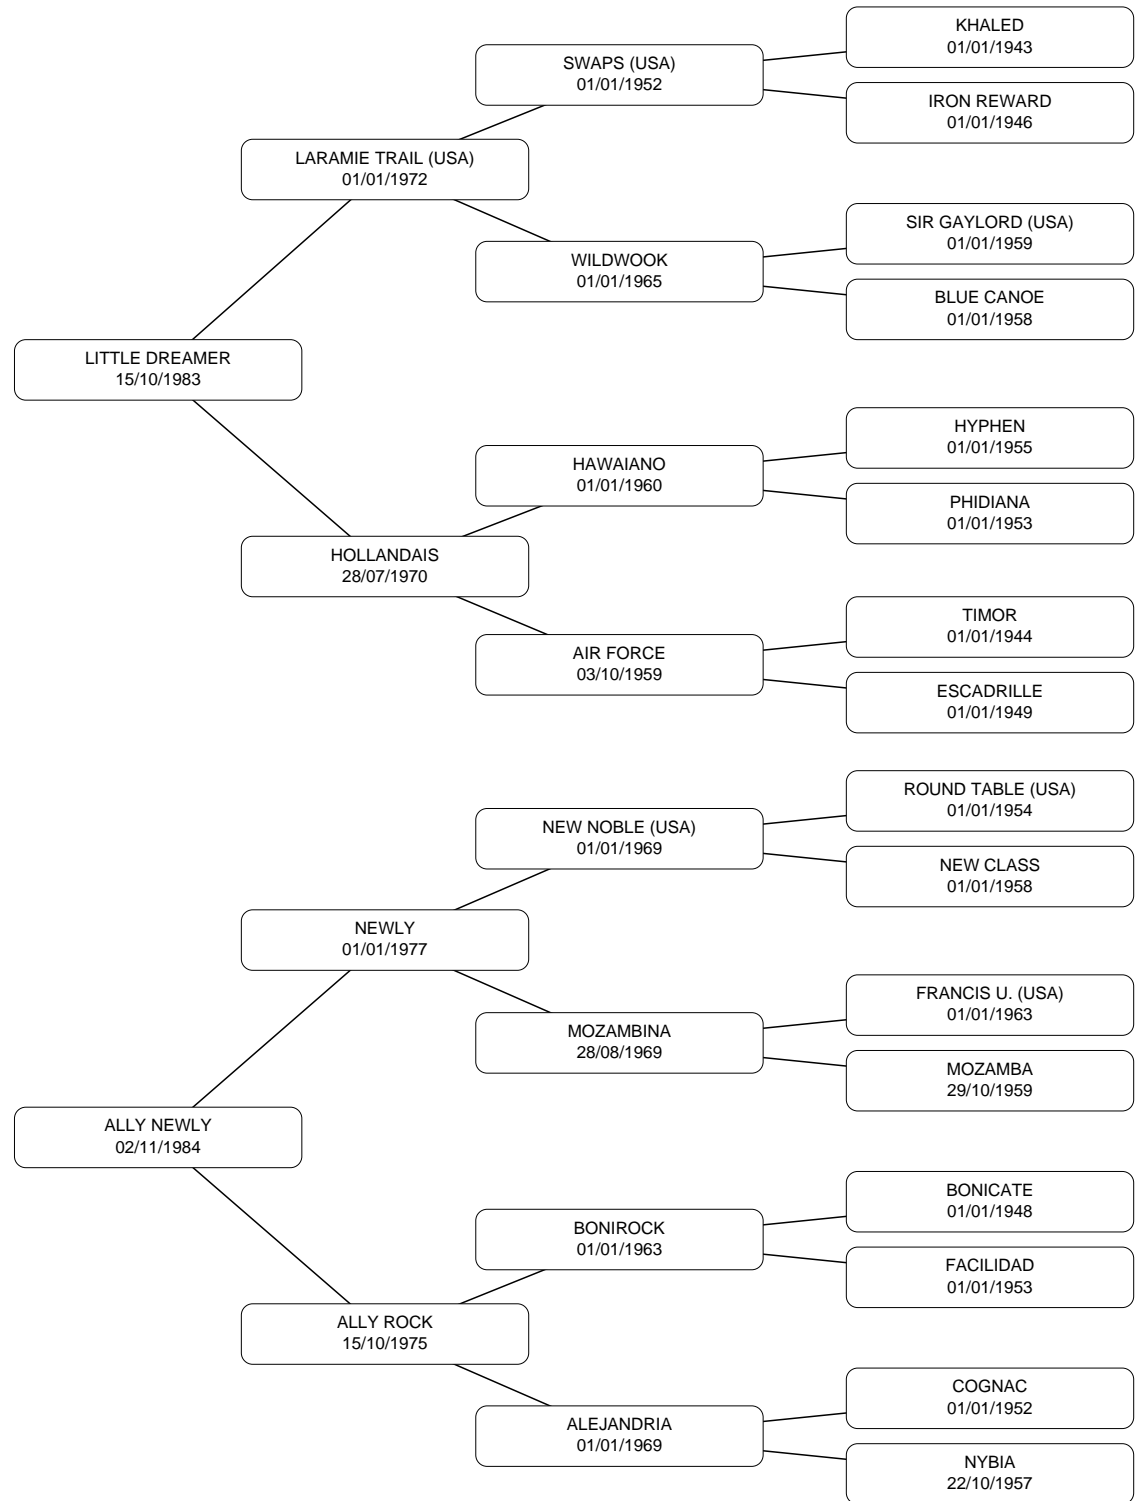 KHALED
01/01/1943
SWAPS (USA)
01/01/1952
IRON REWARD
01/01/1946
LARAMIE TRAIL (USA)
01/01/1972
SIR GAYLORD (USA)
01/01/1959
WILDWOOK
01/01/1965
BLUE CANOE
01/01/1958
LITTLE DREAMER
15/10/1983
HYPHEN
01/01/1955
HAWAIANO
01/01/1960
PHIDIANA
01/01/1953
HOLLANDAIS
28/07/1970
TIMOR
01/01/1944
AIR FORCE
03/10/1959
ESCADRILLE
01/01/1949
ROUND TABLE (USA)
01/01/1954
NEW NOBLE (USA)
01/01/1969
NEW CLASS
01/01/1958
NEWLY
01/01/1977
FRANCIS U. (USA)
01/01/1963
MOZAMBINA
28/08/1969
MOZAMBA
29/10/1959
ALLY NEWLY
02/11/1984
BONICATE
01/01/1948
BONIROCK
01/01/1963
FACILIDAD
01/01/1953
ALLY ROCK
15/10/1975
COGNAC
01/01/1952
ALEJANDRIA
01/01/1969
NYBIA
22/10/1957